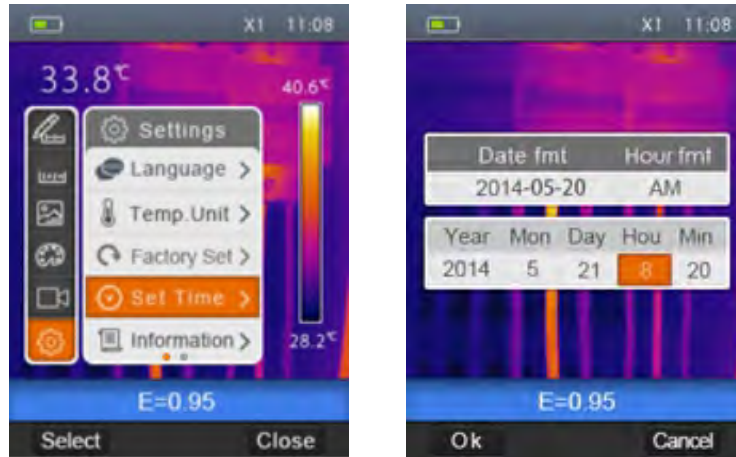 X1 11:08
33.8℃
40.6℃
Settings
Language >
Temp.Unit >
Factory Set >
Set Time >
Information >
28.2℃
E=0.95
Select Close
X1 11:08
Date fmt Hour fmt
2014-05-20 AM
Year Mon Day Hou Min
2014 5 21 8 20
E=0.95
Ok Cancel